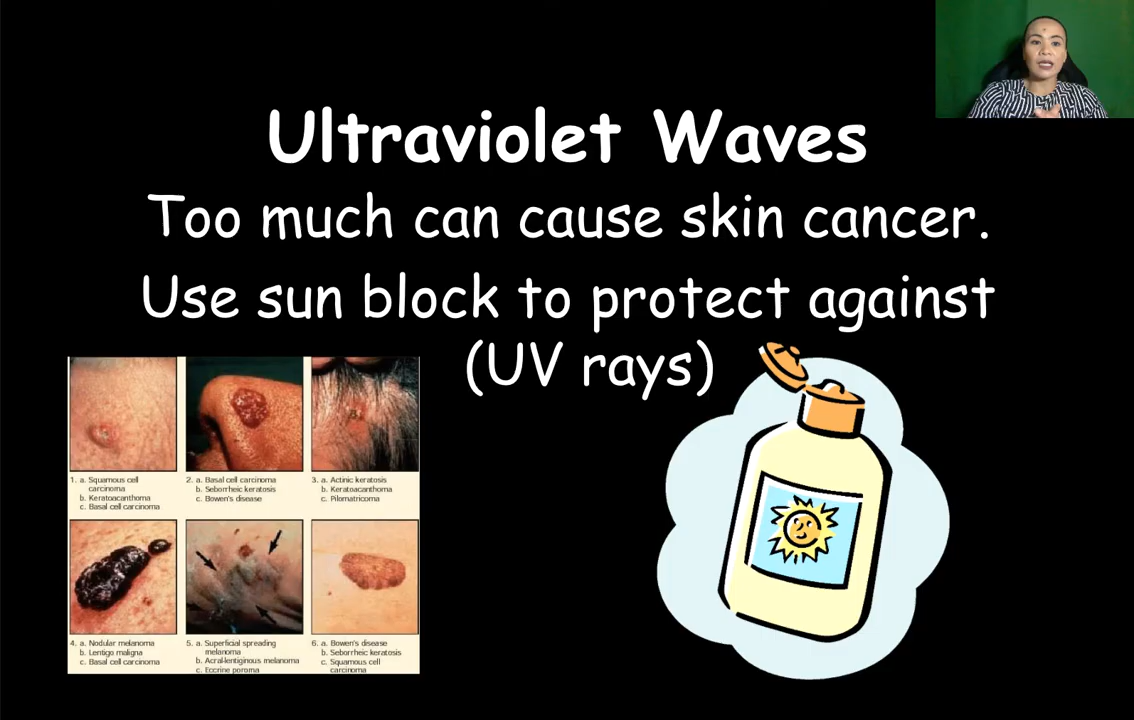 Ultraviolet Waves
Too much can cause skin cancer.
Use sun block to protect against
(UV rays)
1. a. Squamous cell
carcinoma
b. Keratoacanthoma
c. Basal cell carcinoma
2. a. Basal cell carcinoma
b. Seborrheic keratosis
c. Bowen's disease
3. a. Actinic keratosis
b. Keratoacanthoma
c. Pilomatricoma
4. a. Nodular melanoma
b. Lentigo maligna
c. Basal cell carcinoma
5. a. Superficial spreading
melanoma
b. Acral-lentiginous melanoma
c. Eccrine poroma
6. a. Bowen's disease
b. Seborrheic keratosis
c. Squamous cell
carcinoma